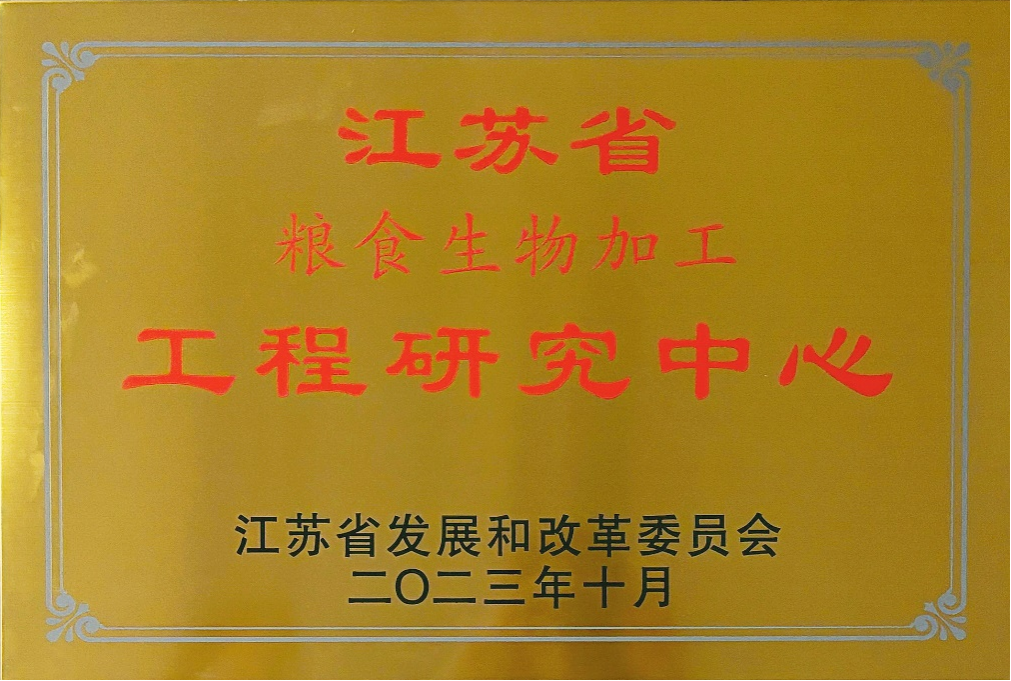 江苏省
粮食生物加工
工程研究中心
江苏省发展和改革委员会
二〇二三年十月